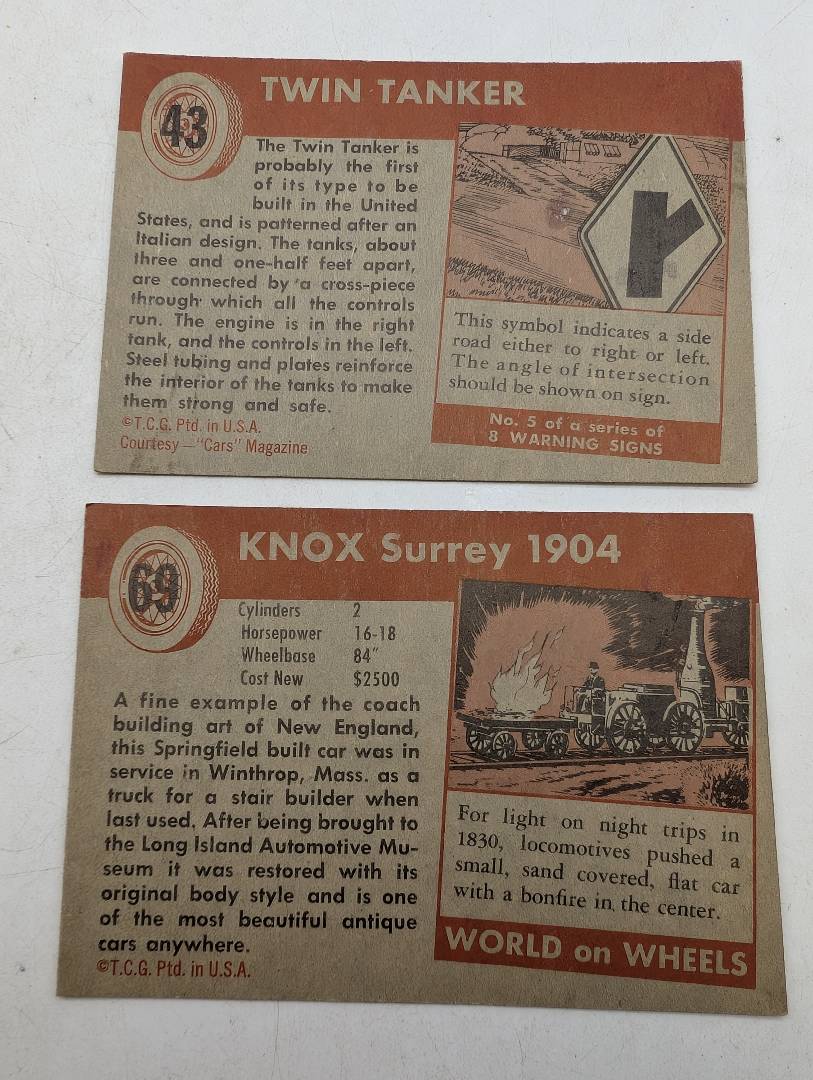 43
TWIN TANKER
The Twin Tanker is
probably the first
of its type to be
built in the United
States, and is patterned after an
Italian design. The tanks, about
three and one-half feet apart,
are connected by a cross-piece
through which all the controls
run. The engine is in the right
tank, and the controls in the left.
Steel tubing and plates reinforce
the interior of the tanks to make
them strong and safe.
©T.C.G. Ptd. in U.S.A.
Courtesy—"Cars" Magazine
This symbol indicates a side
road either to right or left.
The angle of intersection
should be shown on sign.
No. 5 of a series of
8 WARNING SIGNS
69
KNOX Surrey 1904
Cylinders 2
Horsepower 16-18
Wheelbase 84"
Cost New $2500
A fine example of the coach
building art of New England,
this Springfield built car was in
service in Winthrop, Mass. as a
truck for a stair builder when
last used. After being brought to
the Long Island Automotive Mu-
seum it was restored with its
original body style and is one
of the most beautiful antique
cars anywhere.
©T.C.G. Ptd. in U.S.A.
For light on night trips in
1830, locomotives pushed a
small, sand covered, flat car
with a bonfire in the center.
WORLD on WHEELS